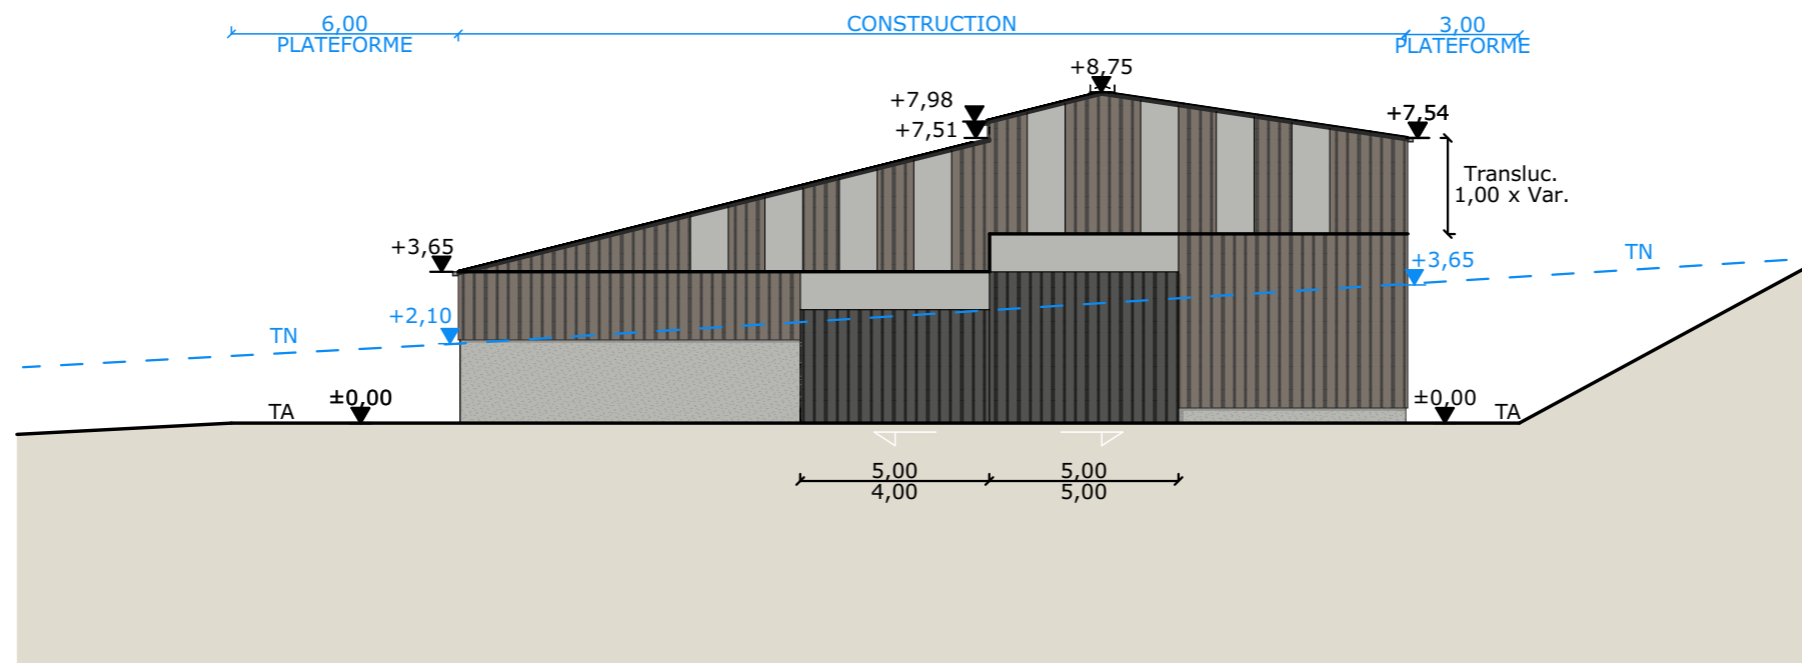 6,00
PLATEFORME
CONSTRUCTION
3,00
PLATEFORME
+8,75
+7,98
+7,51
+7,54
Transluc.
1,00 x Var.
+3,65
+3,65
TN
+2,10
TN
TA
±0,00
±0,00
TA
5,00
4,00
5,00
5,00